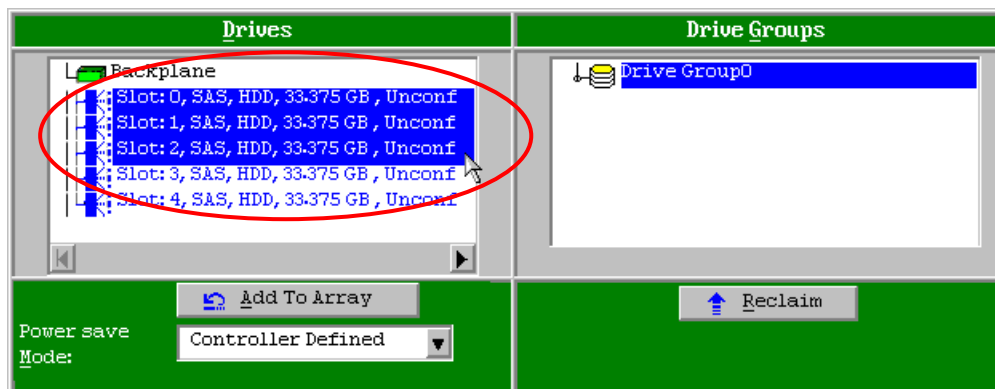 Drives
Drive Groups
Backplane
Slot: 0, SAS, HDD, 33.375 GB , Unconf
Slot: 1, SAS, HDD, 33.375 GB , Unconf
Slot: 2, SAS, HDD, 33.375 GB , Unconf
Slot: 3, SAS, HDD, 33.375 GB , Unconf
Slot: 4, SAS, HDD, 33.375 GB , Unconf
Drive Group0
Add To Array
Reclaim
Power save
Mode:
Controller Defined